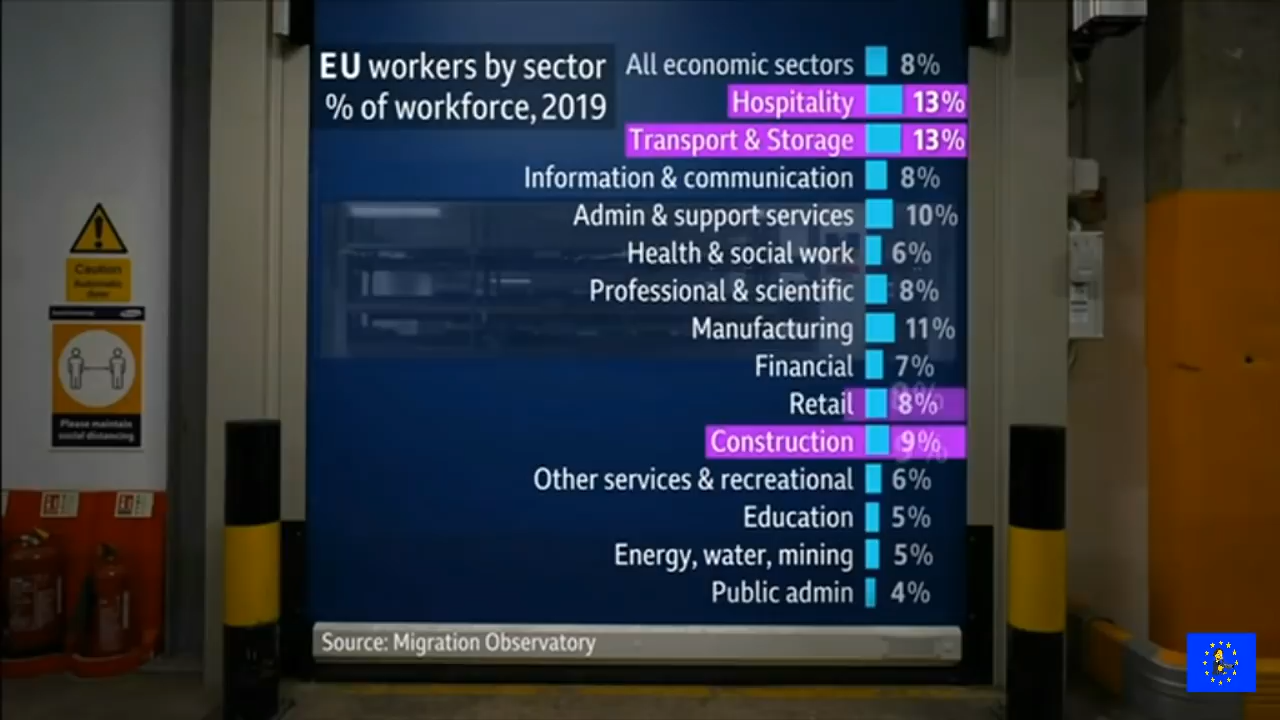 EU workers by sector
% of workforce, 2019
All economic sectors 8%
Hospitality 13%
Transport & Storage 13%
Information & communication 8%
Admin & support services 10%
Health & social work 6%
Professional & scientific 8%
Manufacturing 11%
Financial 7%
Retail 8%
Construction 9%
Other services & recreational 6%
Education 5%
Energy, water, mining 5%
Public admin 4%
Source: Migration Observatory
Caution
Automatic
door
Please maintain
social distancing